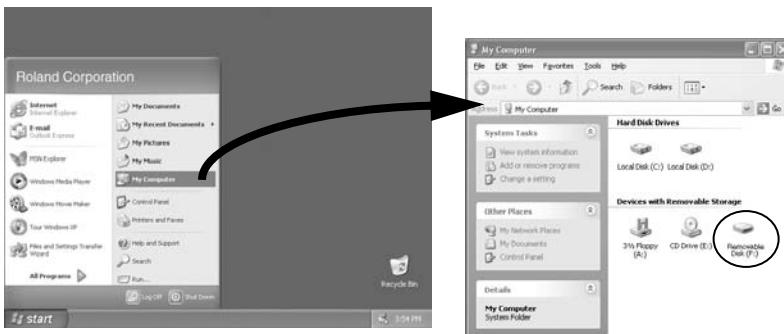 Roland Corporation
Internet
Internet Explorer
E-mail
Outlook Express
MSN Explorer
Windows Media Player
Windows Movie Maker
Tour Windows XP
Files and Settings Transfer
Wizard
All Programs
My Documents
My Recent Documents
My Pictures
My Music
My Computer
Control Panel
Printers and Faxes
Help and Support
Search
Run...
Log Off
Shut Down
start
Recycle Bin
3:54 PM
My Computer
File Edit View Favorites Tools Help
Back Search Folders
Address My Computer Go
System Tasks
View system information
Add or remove programs
Change a setting
Other Places
My Network Places
My Documents
Control Panel
Details
My Computer
System Folder
Hard Disk Drives
Local Disk (C:) Local Disk (D:)
Devices with Removable Storage
3½ Floppy (A:)
CD Drive (E:)
Removable Disk (F:)